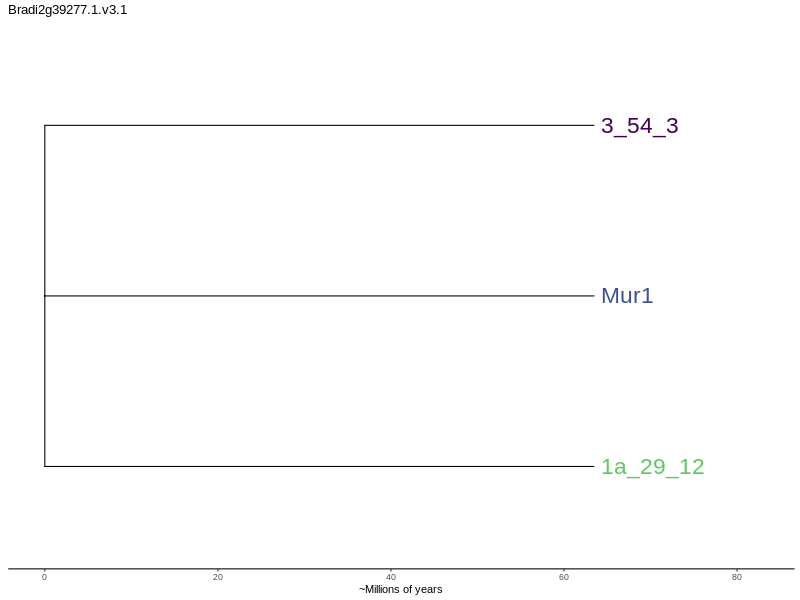 Bradi2g39277.1.v3.1
3_54_3
Mur1
1a_29_12
0 20 40 60 80
~Millions of years